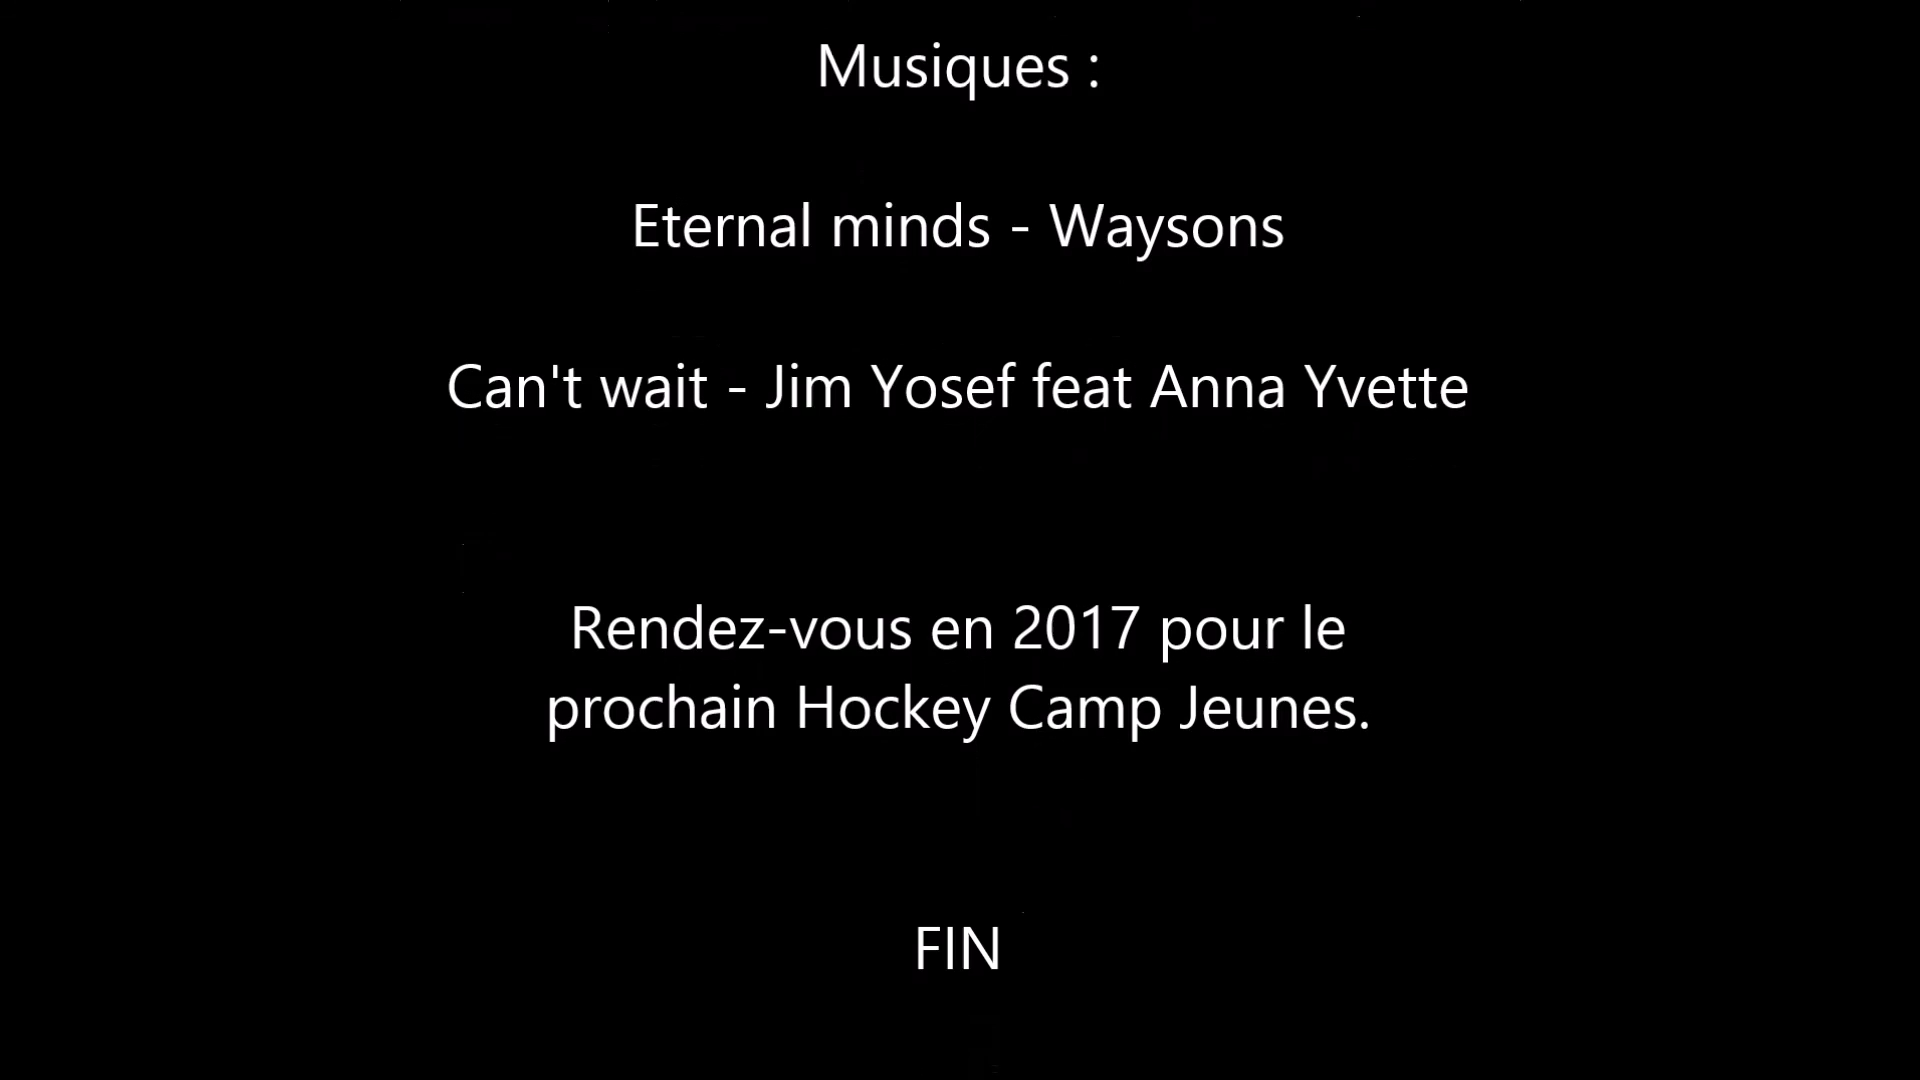 Musiques :
Eternal minds - Waysons
Can't wait - Jim Yosef feat Anna Yvette
Rendez-vous en 2017 pour le
prochain Hockey Camp Jeunes.
FIN